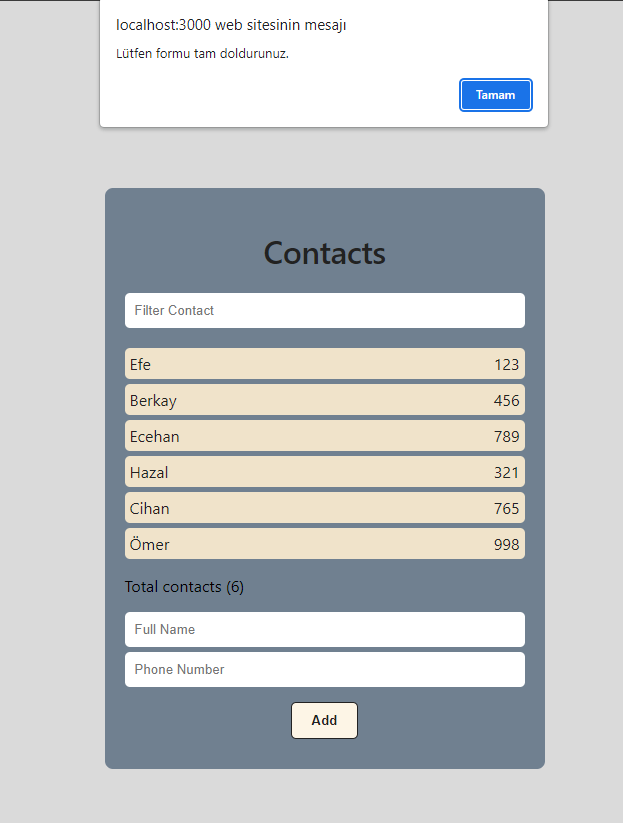 localhost:3000 web sitesinin mesajı
Lütfen formu tam doldurunuz.
Tamam
Contacts
Filter Contact
Efe 123
Berkay 456
Ecehan 789
Hazal 321
Cihan 765
Ömer 998
Total contacts (6)
Full Name
Phone Number
Add